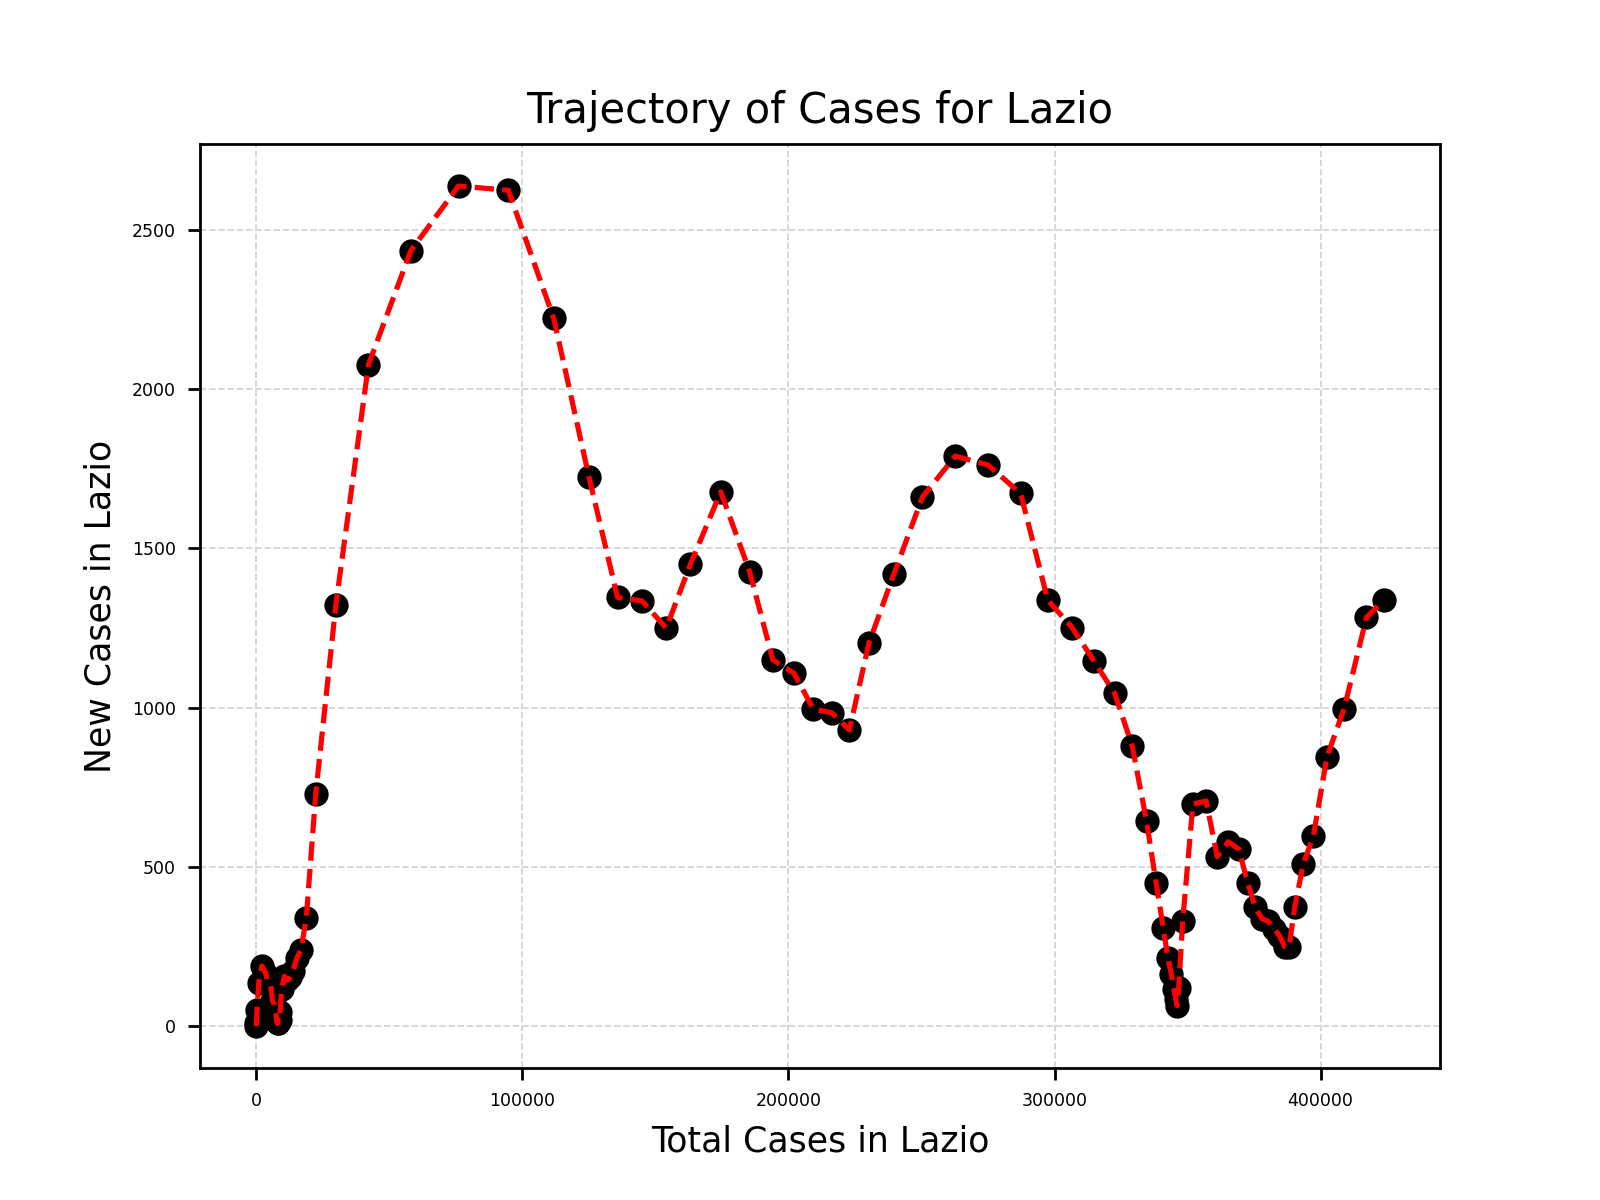 Trajectory of Cases for Lazio
New Cases in Lazio
2500
2000
1500
1000
500
0
0 100000 200000 300000 400000
Total Cases in Lazio